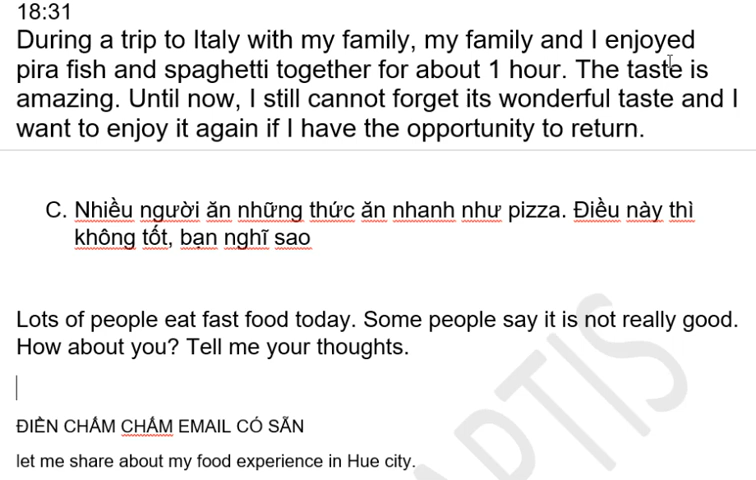 18:31
During a trip to Italy with my family, my family and I enjoyed
pira fish and spaghetti together for about 1 hour. The taste is
amazing. Until now, I still cannot forget its wonderful taste and I
want to enjoy it again if I have the opportunity to return.
C. Nhiều người ăn những thức ăn nhanh như pizza. Điều này thì
không tốt, bạn nghĩ sao
Lots of people eat fast food today. Some people say it is not really good.
How about you? Tell me your thoughts.
ĐIỀN CHẤM CHẤM EMAIL CÓ SẴN
let me share about my food experience in Hue city.
PTIS